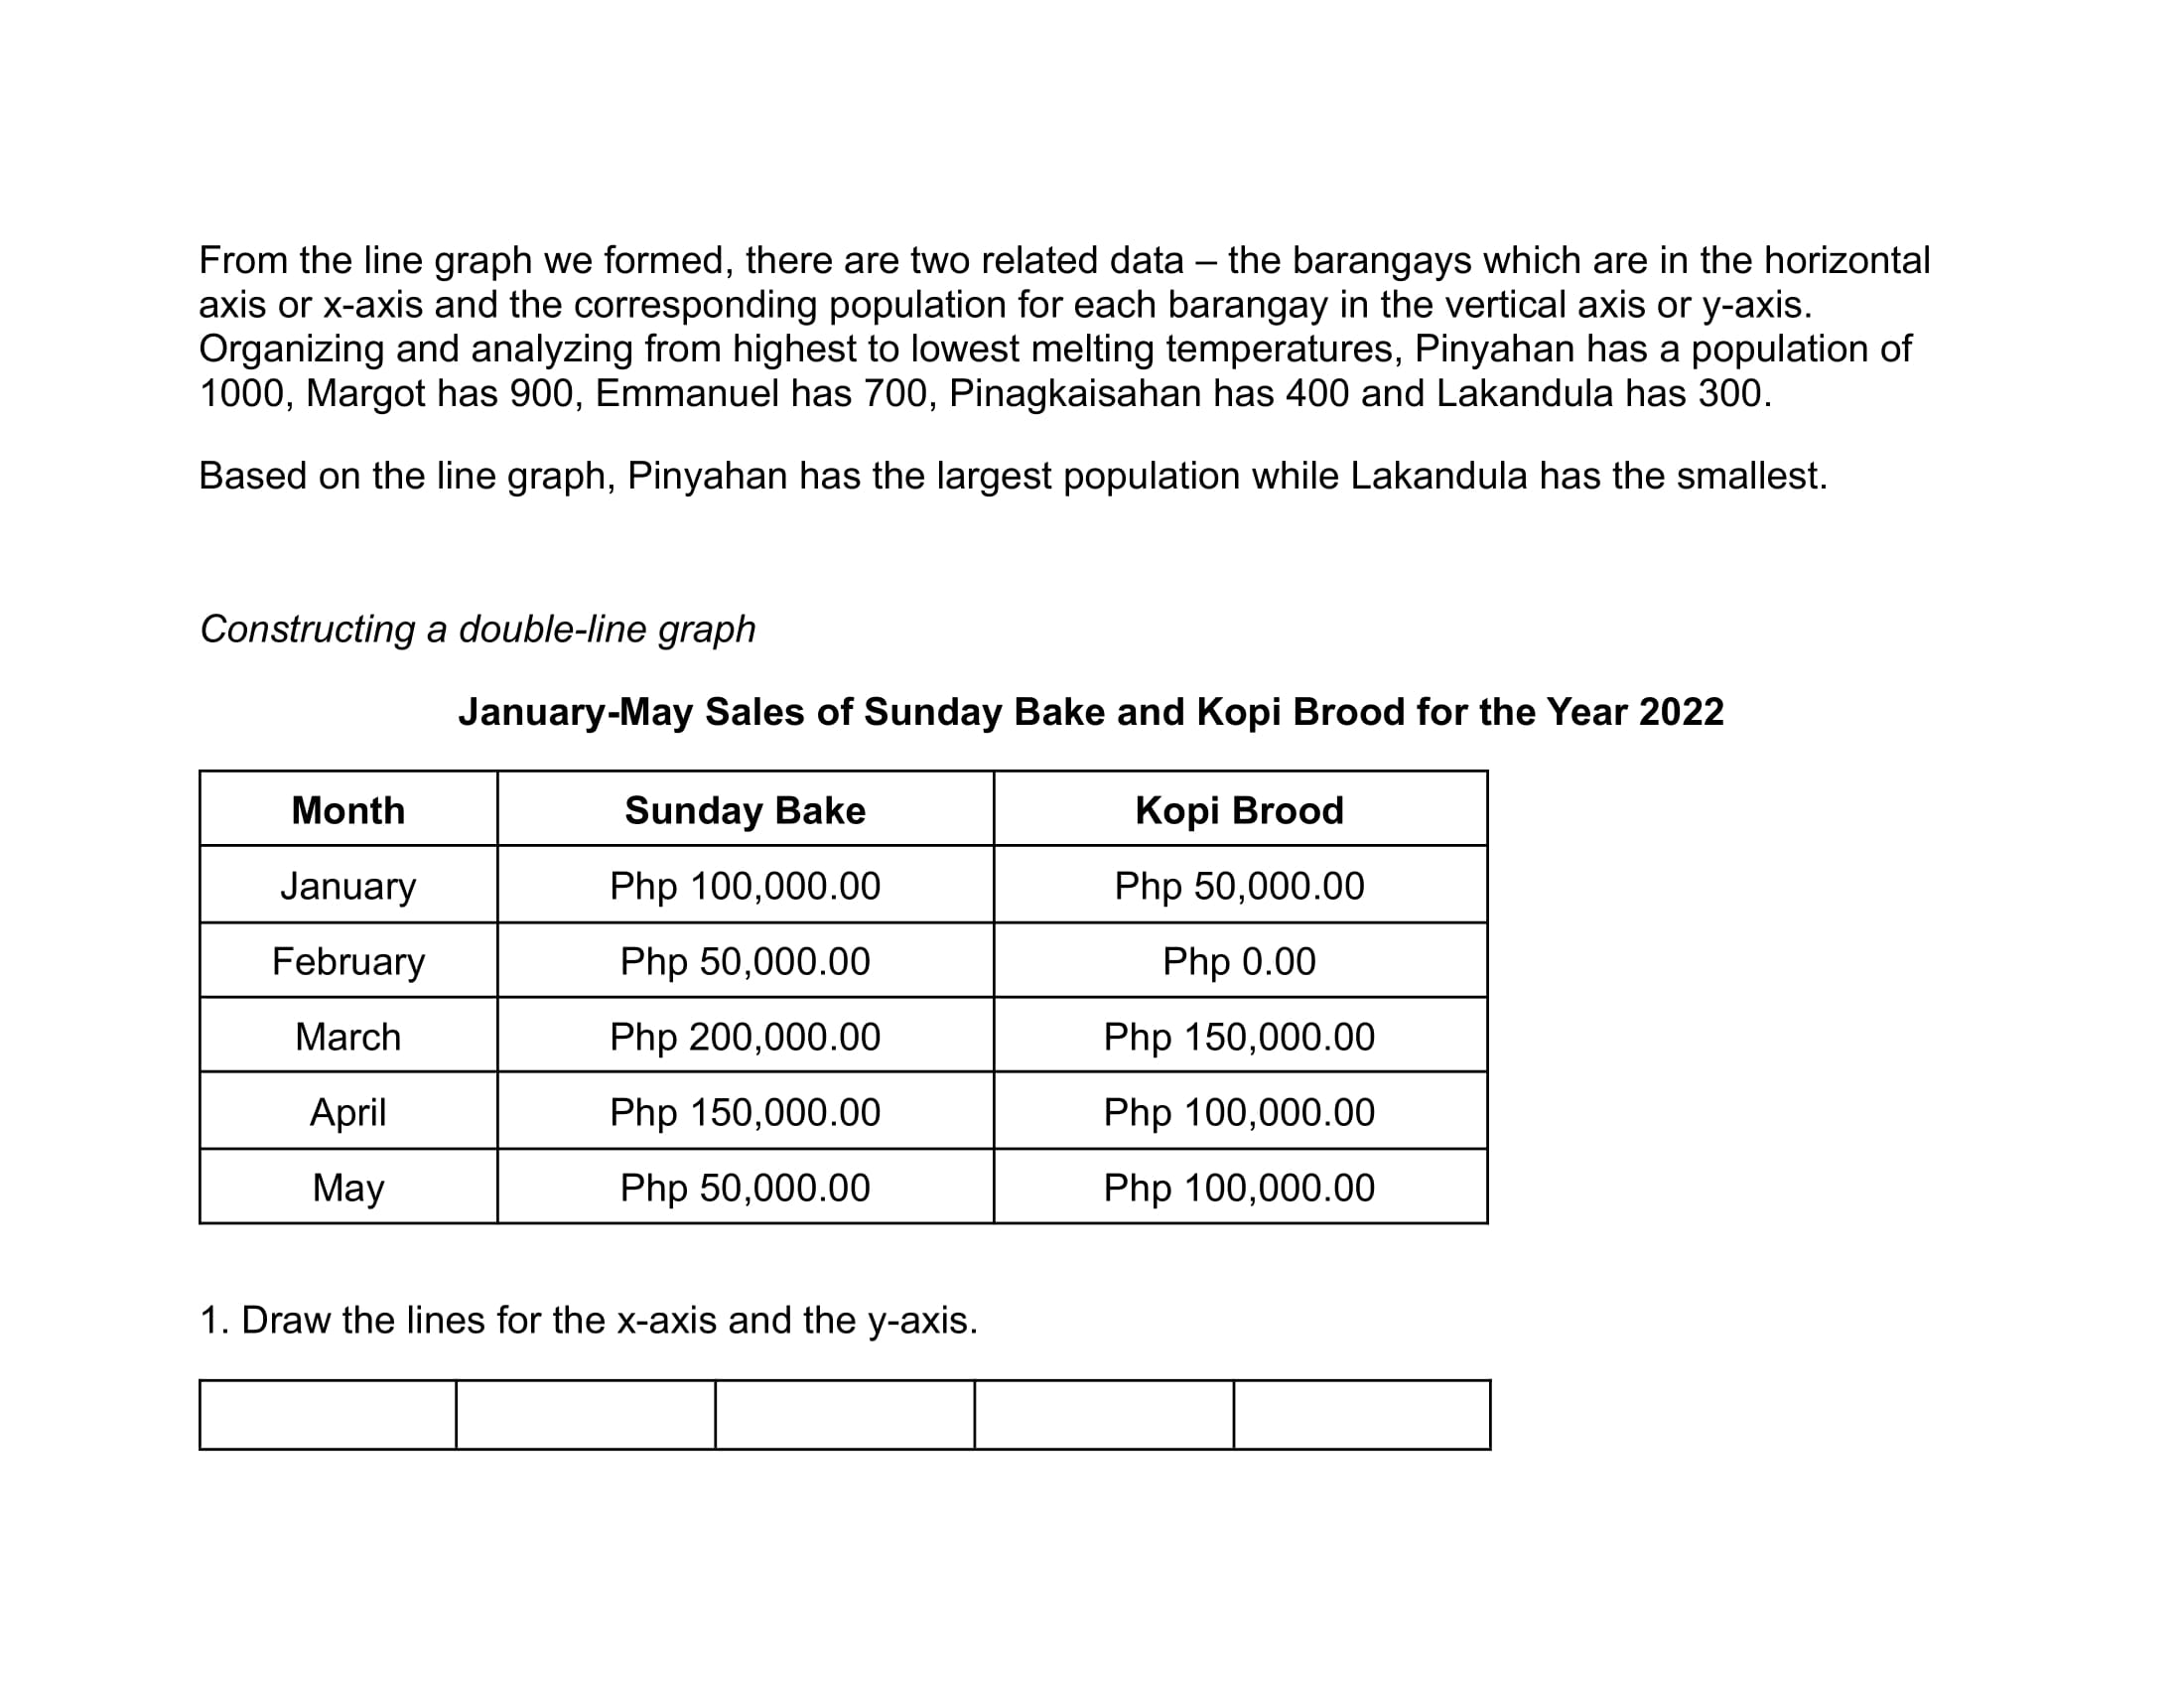 From the line graph we formed, there are two related data – the barangays which are in the horizontal
axis or x-axis and the corresponding population for each barangay in the vertical axis or y-axis.
Organizing and analyzing from highest to lowest melting temperatures, Pinyahan has a population of
1000, Margot has 900, Emmanuel has 700, Pinagkaisahan has 400 and Lakandula has 300.
Based on the line graph, Pinyahan has the largest population while Lakandula has the smallest.
Constructing a double-line graph
January-May Sales of Sunday Bake and Kopi Brood for the Year 2022
Month Sunday Bake Kopi Brood
January Php 100,000.00 Php 50,000.00
February Php 50,000.00 Php 0.00
March Php 200,000.00 Php 150,000.00
April Php 150,000.00 Php 100,000.00
May Php 50,000.00 Php 100,000.00
1. Draw the lines for the x-axis and the y-axis.